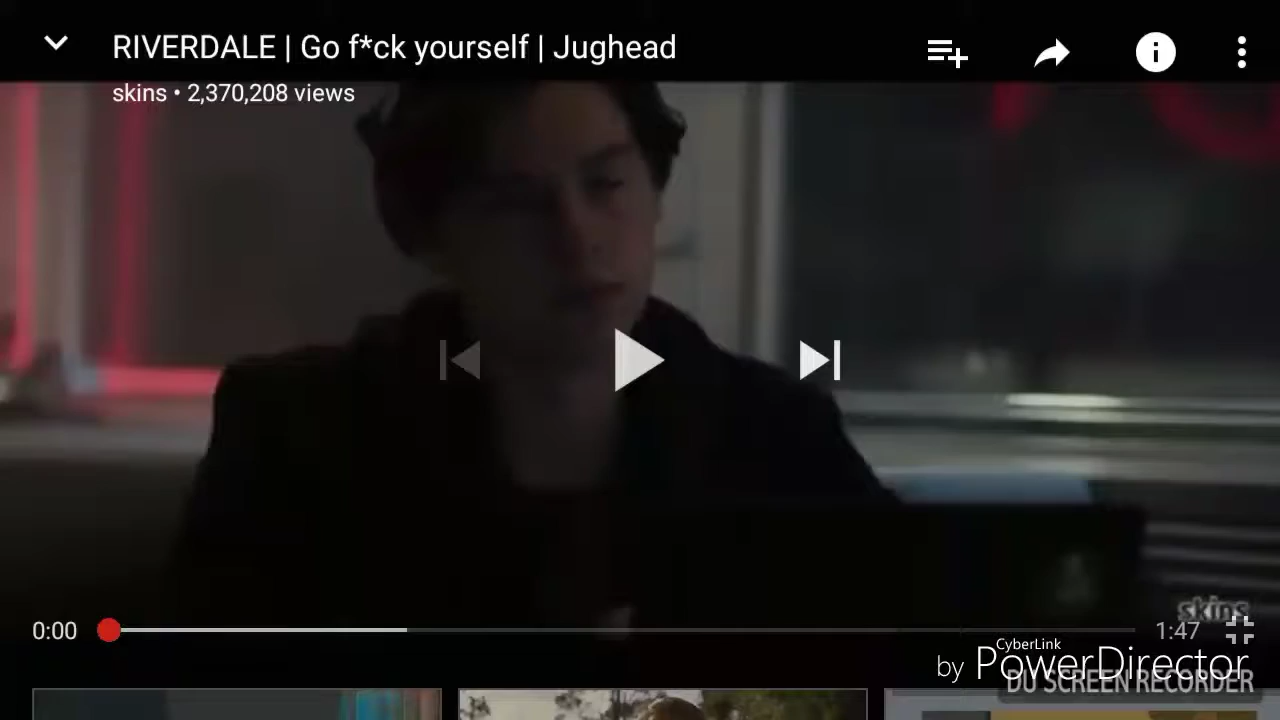 RIVERDALE | Go f*ck yourself | Jughead
skins • 2,370,208 views
skins
0:00
1:47
CyberLink
by PowerDirector
DU SCREEN RECORDER